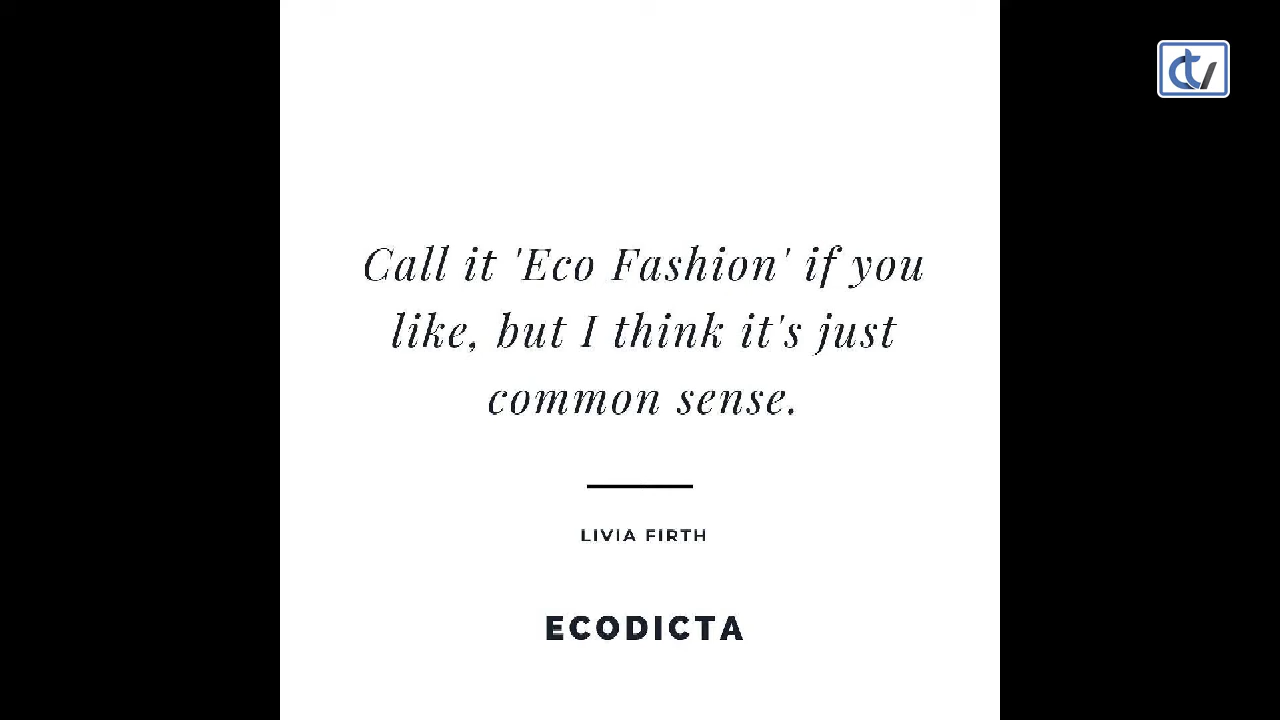 Call it 'Eco Fashion' if you
like, but I think it's just
common sense.
LIVIA FIRTH
ECODICTA